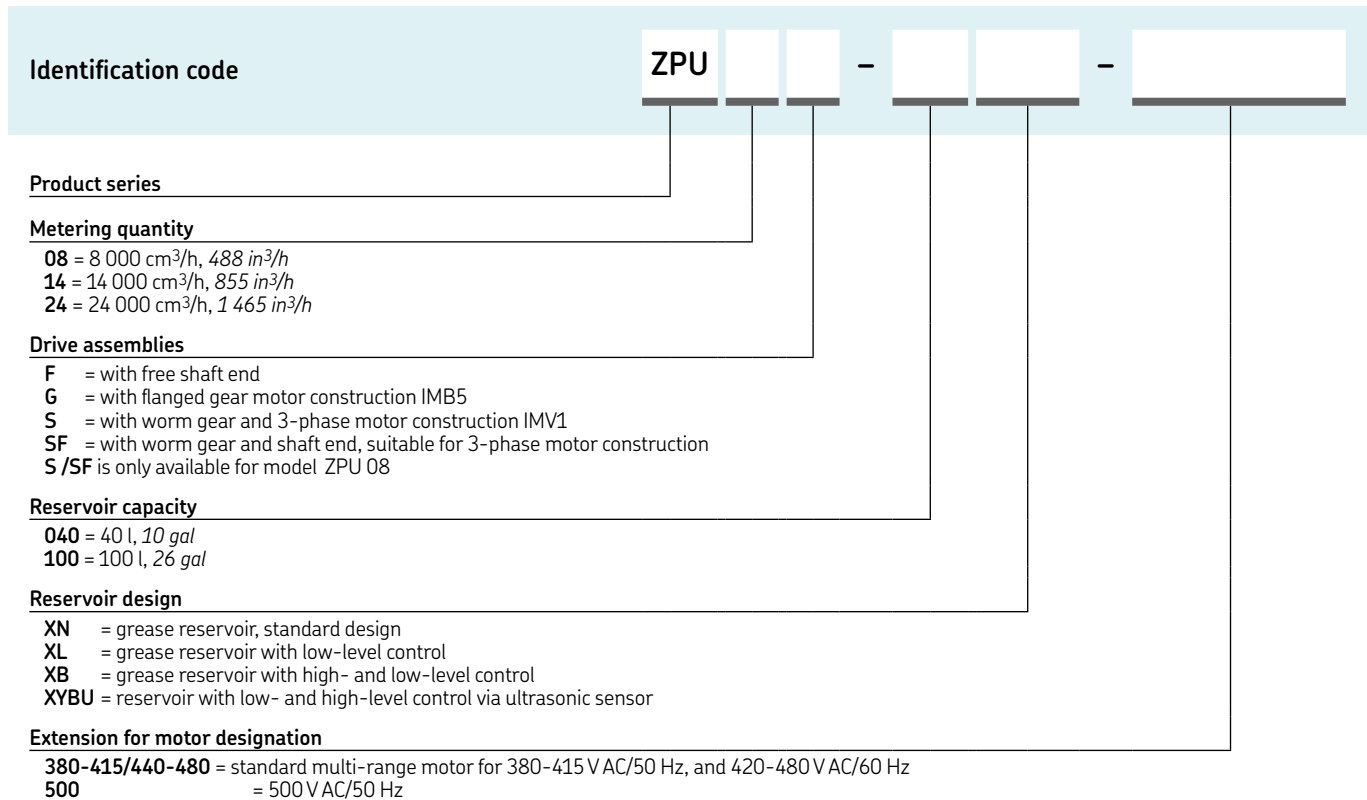 Identification code ZPU – –
Product series
Metering quantity
08 = 8 000 cm3/h, 488 in3/h
14 = 14 000 cm3/h, 855 in3/h
24 = 24 000 cm3/h, 1 465 in3/h
Drive assemblies
F = with free shaft end
G = with flanged gear motor construction IMB5
S = with worm gear and 3-phase motor construction IMV1
SF = with worm gear and shaft end, suitable for 3-phase motor construction
S /SF is only available for model ZPU 08
Reservoir capacity
040 = 40 l, 10 gal
100 = 100 l, 26 gal
Reservoir design
XN = grease reservoir, standard design
XL = grease reservoir with low-level control
XB = grease reservoir with high- and low-level control
XYBU = reservoir with low- and high-level control via ultrasonic sensor
Extension for motor designation
380-415/440-480 = standard multi-range motor for 380-415 V AC/50 Hz, and 420-480 V AC/60 Hz
500 = 500 V AC/50 Hz